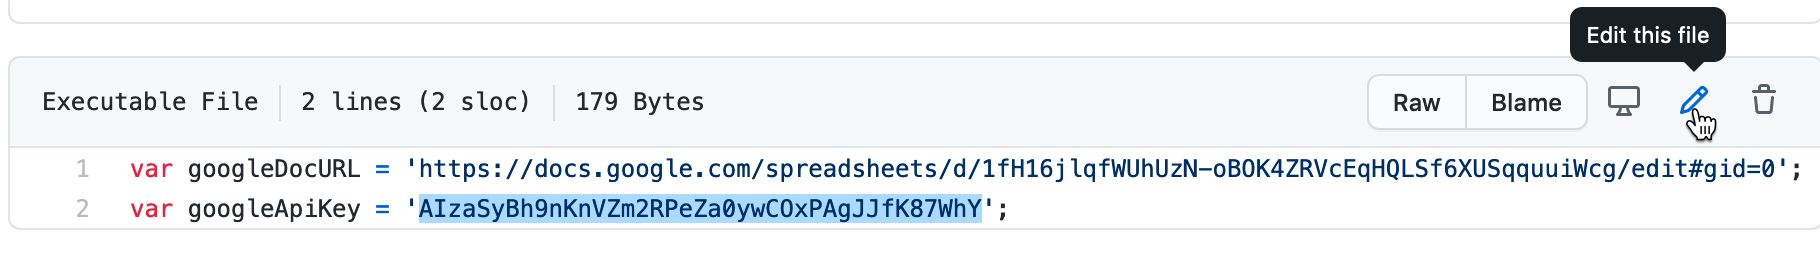 Edit this file
Executable File 2 lines (2 sloc) 179 Bytes Raw Blame
1 var googleDocURL = 'https://docs.google.com/spreadsheets/d/1fH16jlqfWUhUzN-oBOK4ZRVcEqHQLSf6XUSqquuiWcg/edit#gid=0';
2 var googleApiKey = 'AIzaSyBh9nKnVZm2RPeZa0ywCOxPAgJJfK87WhY';